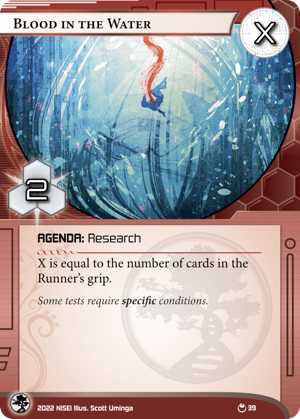 Blood in the Water
X
2
AGENDA: Research
X is equal to the number of cards in the
Runner's grip.
Some tests require specific conditions.
2022 NISEI Illus. Scott Uminga
39